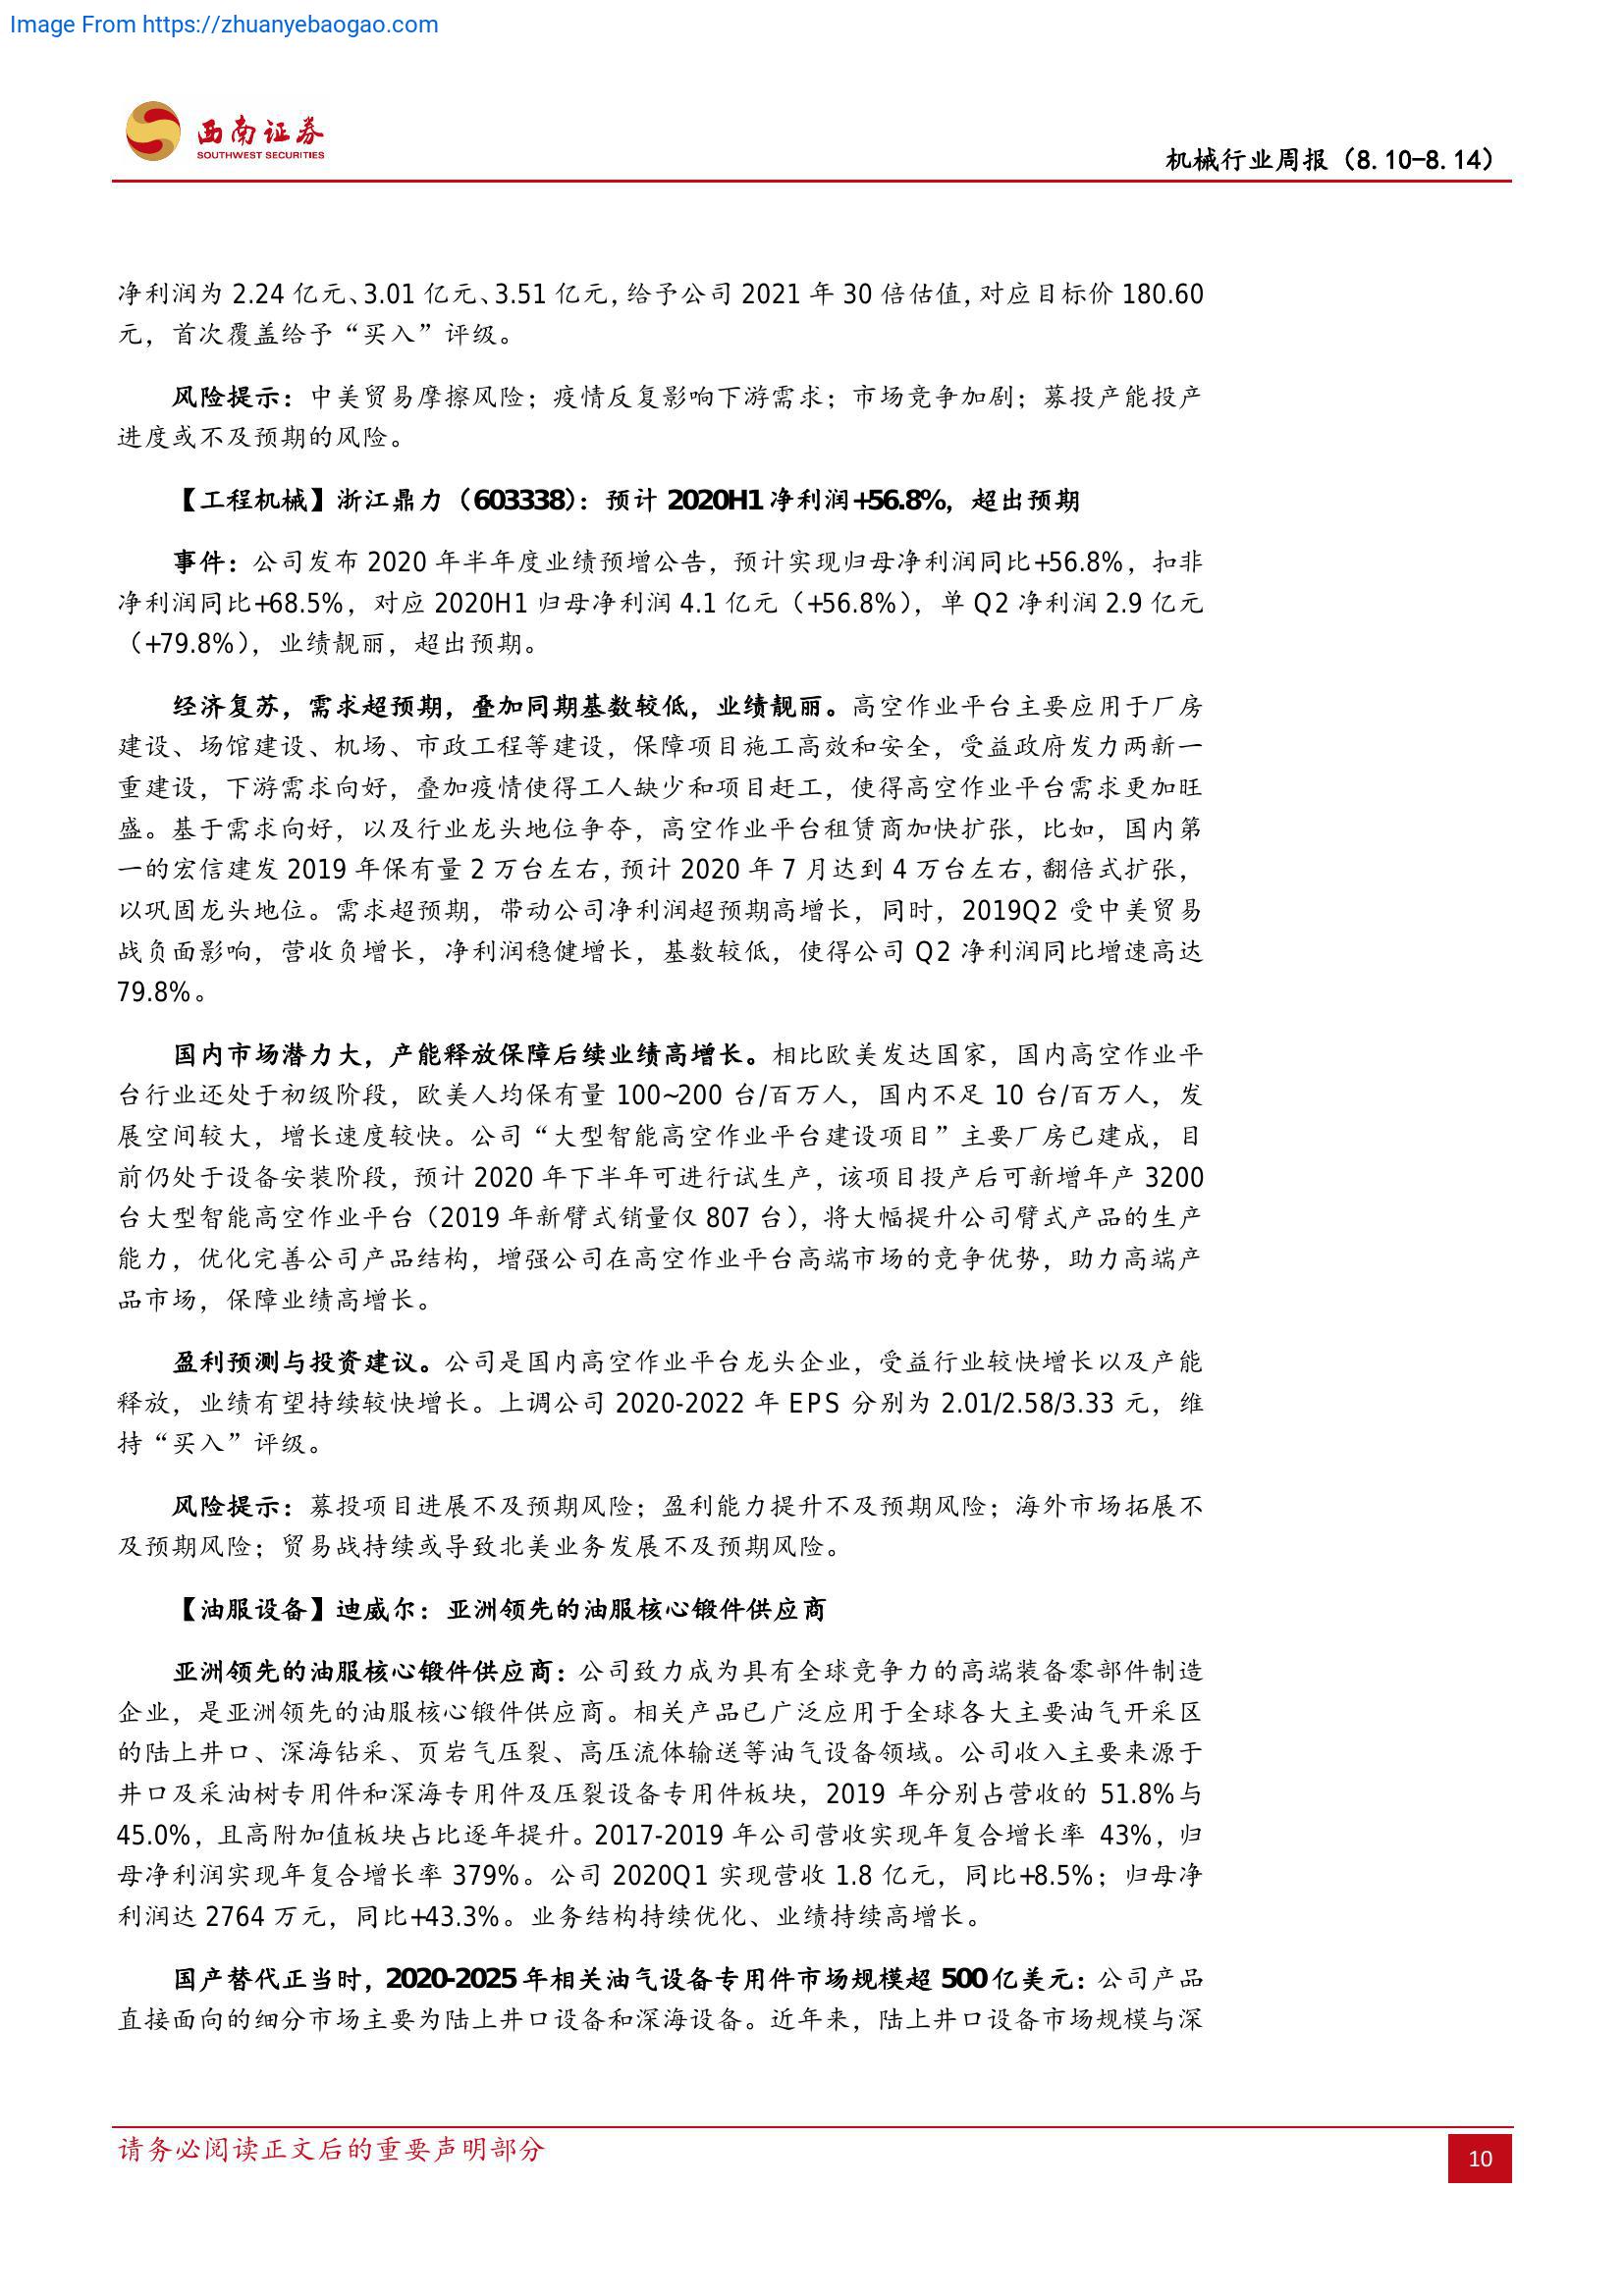 Image From https://zhuanyebaogao.com
西南证券
SOUTHWEST SECURITIES
机械行业周报（8.10-8.14）
净利润为 2.24 亿元、3.01 亿元、3.51 亿元，给予公司 2021 年 30 倍估值，对应目标价 180.60
元，首次覆盖给予“买入”评级。
风险提示：中美贸易摩擦风险；疫情反复影响下游需求；市场竞争加剧；募投产能投产
进度或不及预期的风险。
【工程机械】浙江鼎力（603338）：预计 2020H1 净利润+56.8%，超出预期
事件：公司发布 2020 年半年度业绩预增公告，预计实现归母净利润同比+56.8%，扣非
净利润同比+68.5%，对应 2020H1 归母净利润 4.1 亿元（+56.8%），单 Q2 净利润 2.9 亿元
（+79.8%），业绩靓丽，超出预期。
经济复苏，需求超预期，叠加同期基数较低，业绩靓丽。高空作业平台主要应用于厂房
建设、场馆建设、机场、市政工程等建设，保障项目施工高效和安全，受益政府发力两新一
重建设，下游需求向好，叠加疫情使得工人缺少和项目赶工，使得高空作业平台需求更加旺
盛。基于需求向好，以及行业龙头地位争夺，高空作业平台租赁商加快扩张，比如，国内第
一的宏信建发 2019 年保有量 2 万台左右，预计 2020 年 7 月达到 4 万台左右，翻倍式扩张，
以巩固龙头地位。需求超预期，带动公司净利润超预期高增长，同时，2019Q2 受中美贸易
战负面影响，营收负增长，净利润稳健增长，基数较低，使得公司 Q2 净利润同比增速高达
79.8%。
国内市场潜力大，产能释放保障后续业绩高增长。相比欧美发达国家，国内高空作业平
台行业还处于初级阶段，欧美人均保有量 100~200 台/百万人，国内不足 10 台/百万人，发
展空间较大，增长速度较快。公司“大型智能高空作业平台建设项目”主要厂房已建成，目
前仍处于设备安装阶段，预计 2020 年下半年可进行试生产，该项目投产后可新增年产 3200
台大型智能高空作业平台（2019 年新臂式销量仅 807 台），将大幅提升公司臂式产品的生产
能力，优化完善公司产品结构，增强公司在高空作业平台高端市场的竞争优势，助力高端产
品市场，保障业绩高增长。
盈利预测与投资建议。公司是国内高空作业平台龙头企业，受益行业较快增长以及产能
释放，业绩有望持续较快增长。上调公司 2020-2022 年 EPS 分别为 2.01/2.58/3.33 元，维
持“买入”评级。
风险提示：募投项目进展不及预期风险；盈利能力提升不及预期风险；海外市场拓展不
及预期风险；贸易战持续或导致北美业务发展不及预期风险。
【油服设备】迪威尔：亚洲领先的油服核心锻件供应商
亚洲领先的油服核心锻件供应商：公司致力成为具有全球竞争力的高端装备零部件制造
企业，是亚洲领先的油服核心锻件供应商。相关产品已广泛应用于全球各大主要油气开采区
的陆上井口、深海钻采、页岩气压裂、高压流体输送等油气设备领域。公司收入主要来源于
井口及采油树专用件和深海专用件及压裂设备专用件板块，2019 年分别占营收的 51.8%与
45.0%，且高附加值板块占比逐年提升。2017-2019 年公司营收实现年复合增长率 43%，归
母净利润实现年复合增长率 379%。公司 2020Q1 实现营收 1.8 亿元，同比+8.5%；归母净
利润达 2764 万元，同比+43.3%。业务结构持续优化、业绩持续高增长。
国产替代正当时，2020-2025 年相关油气设备专用件市场规模超 500 亿美元：公司产品
直接面向的细分市场主要为陆上井口设备和深海设备。近年来，陆上井口设备市场规模与深
请务必阅读正文后的重要声明部分
10